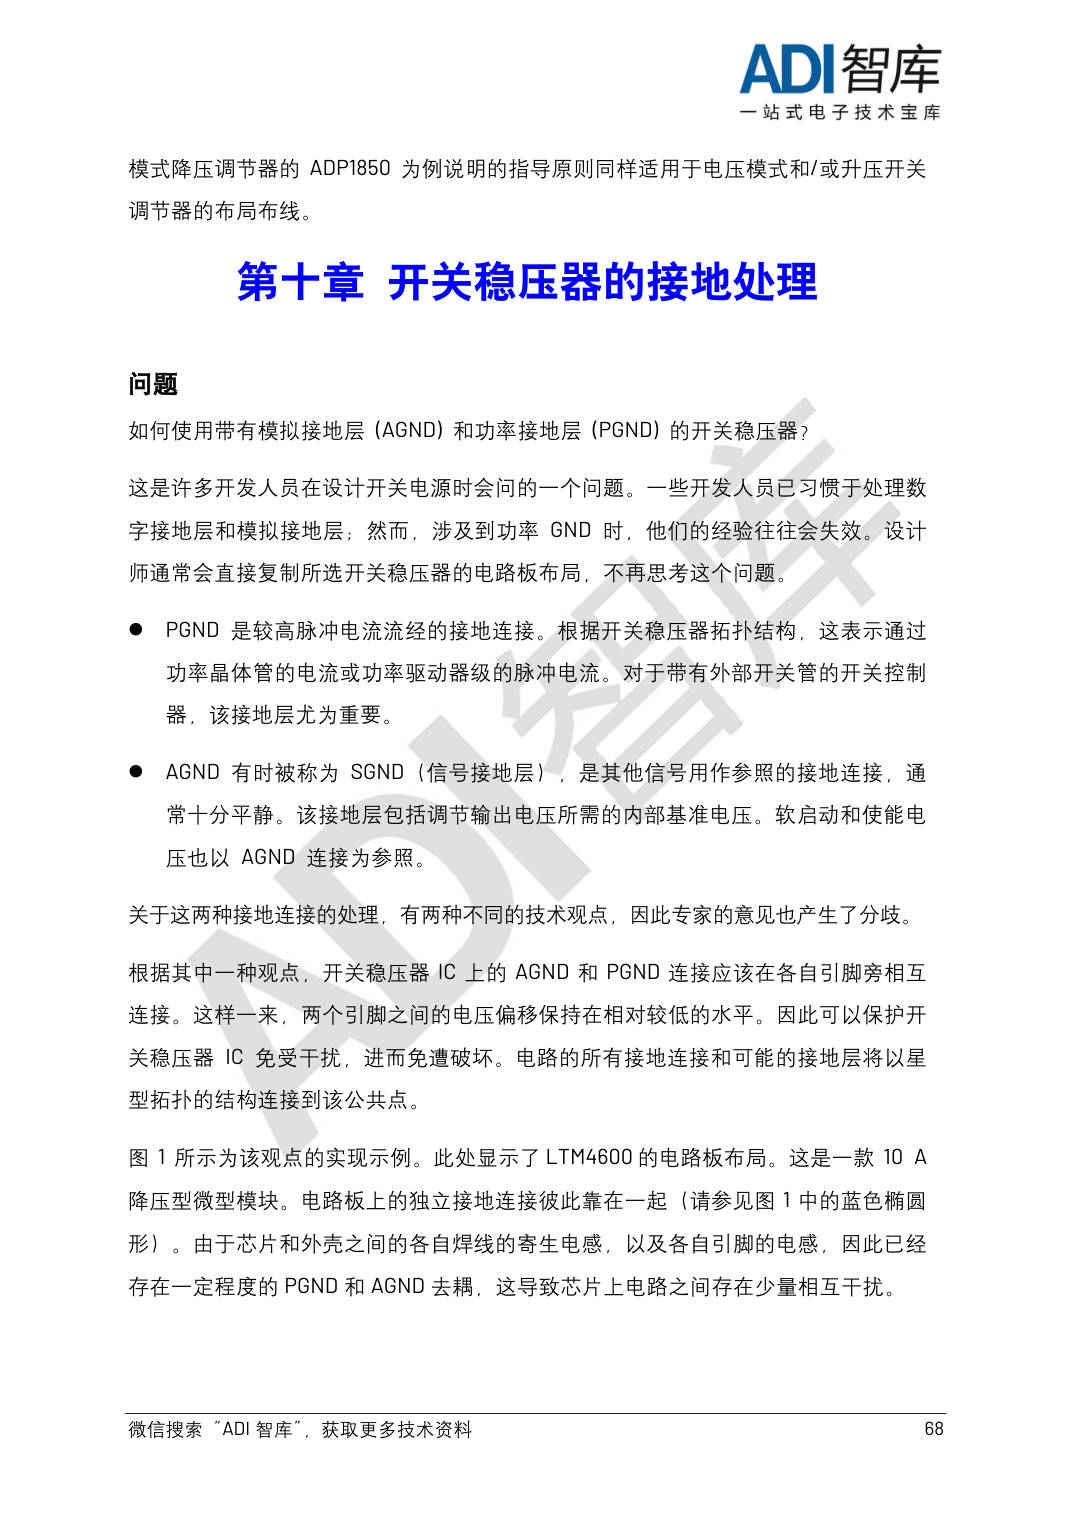 ADI智库
一站式电子技术宝库
模式降压调节器的 ADP1850 为例说明的指导原则同样适用于电压模式和/或升压开关
调节器的布局布线。
第十章 开关稳压器的接地处理
问题
如何使用带有模拟接地层 (AGND) 和功率接地层 (PGND) 的开关稳压器?
这是许多开发人员在设计开关电源时会问的一个问题。一些开发人员已习惯于处理数
字接地层和模拟接地层；然而，涉及到功率 GND 时，他们的经验往往会失效。设计
师通常会直接复制所选开关稳压器的电路板布局，不再思考这个问题。
● PGND 是较高脉冲电流流经的接地连接。根据开关稳压器拓扑结构，这表示通过
功率晶体管的电流或功率驱动器级的脉冲电流。对于带有外部开关管的开关控制
器，该接地层尤为重要。
● AGND 有时被称为 SGND（信号接地层），是其他信号用作参照的接地连接，通
常十分平静。该接地层包括调节输出电压所需的内部基准电压。软启动和使能电
压也以 AGND 连接为参照。
关于这两种接地连接的处理，有两种不同的技术观点，因此专家的意见也产生了分歧。
根据其中一种观点，开关稳压器 IC 上的 AGND 和 PGND 连接应该在各自引脚旁相互
连接。这样一来，两个引脚之间的电压偏移保持在相对较低的水平。因此可以保护开
关稳压器 IC 免受干扰，进而免遭破坏。电路的所有接地连接和可能的接地层将以星
型拓扑的结构连接到该公共点。
图 1 所示为该观点的实现示例。此处显示了 LTM4600 的电路板布局。这是一款 10 A
降压型微型模块。电路板上的独立接地连接彼此靠在一起（请参见图 1 中的蓝色椭圆
形）。由于芯片和外壳之间的各自焊线的寄生电感，以及各自引脚的电感，因此已经
存在一定程度的 PGND 和 AGND 去耦，这导致芯片上电路之间存在少量相互干扰。
ADI智库
微信搜索“ADI 智库”，获取更多技术资料 68